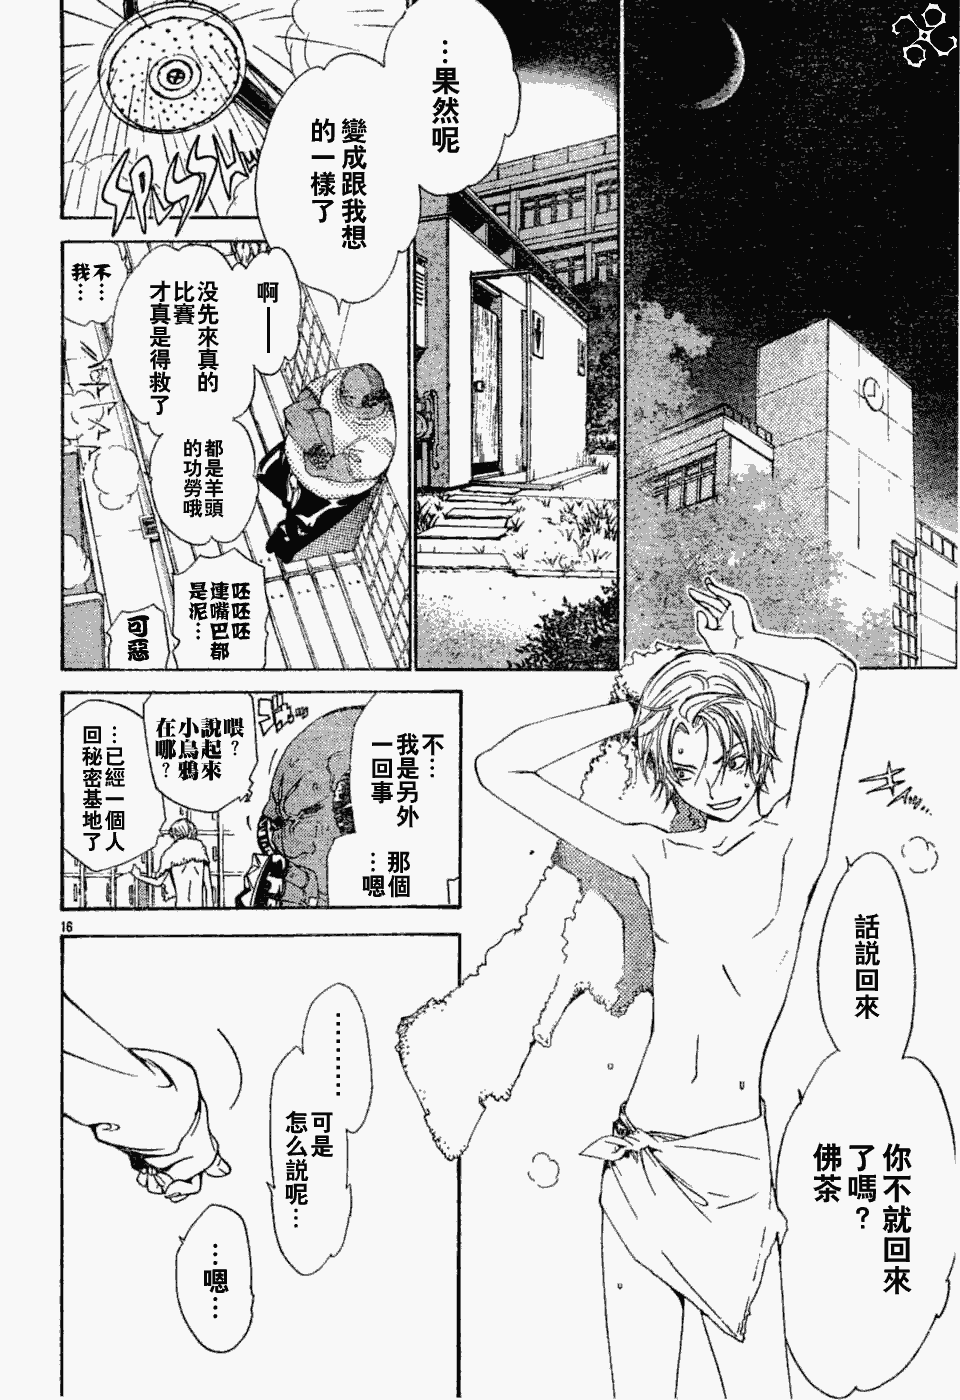 …果然呢
變成跟我想
的一樣了
SPLSSHuu
啊——
没先來真的
比賽
才真是得救了
不…
我…
都是羊頭
的功勞哦
呸呸呸
連嘴巴都
是泥…
可惡
話説回來
你不就回來
了嗎？
佛茶
不…
我是另外
一回事
那個
…嗯
喂？
説起來
小烏鴉
在哪？
…已經一個人
回秘密基地了
16
…………
可是
怎么説呢…
…嗯…